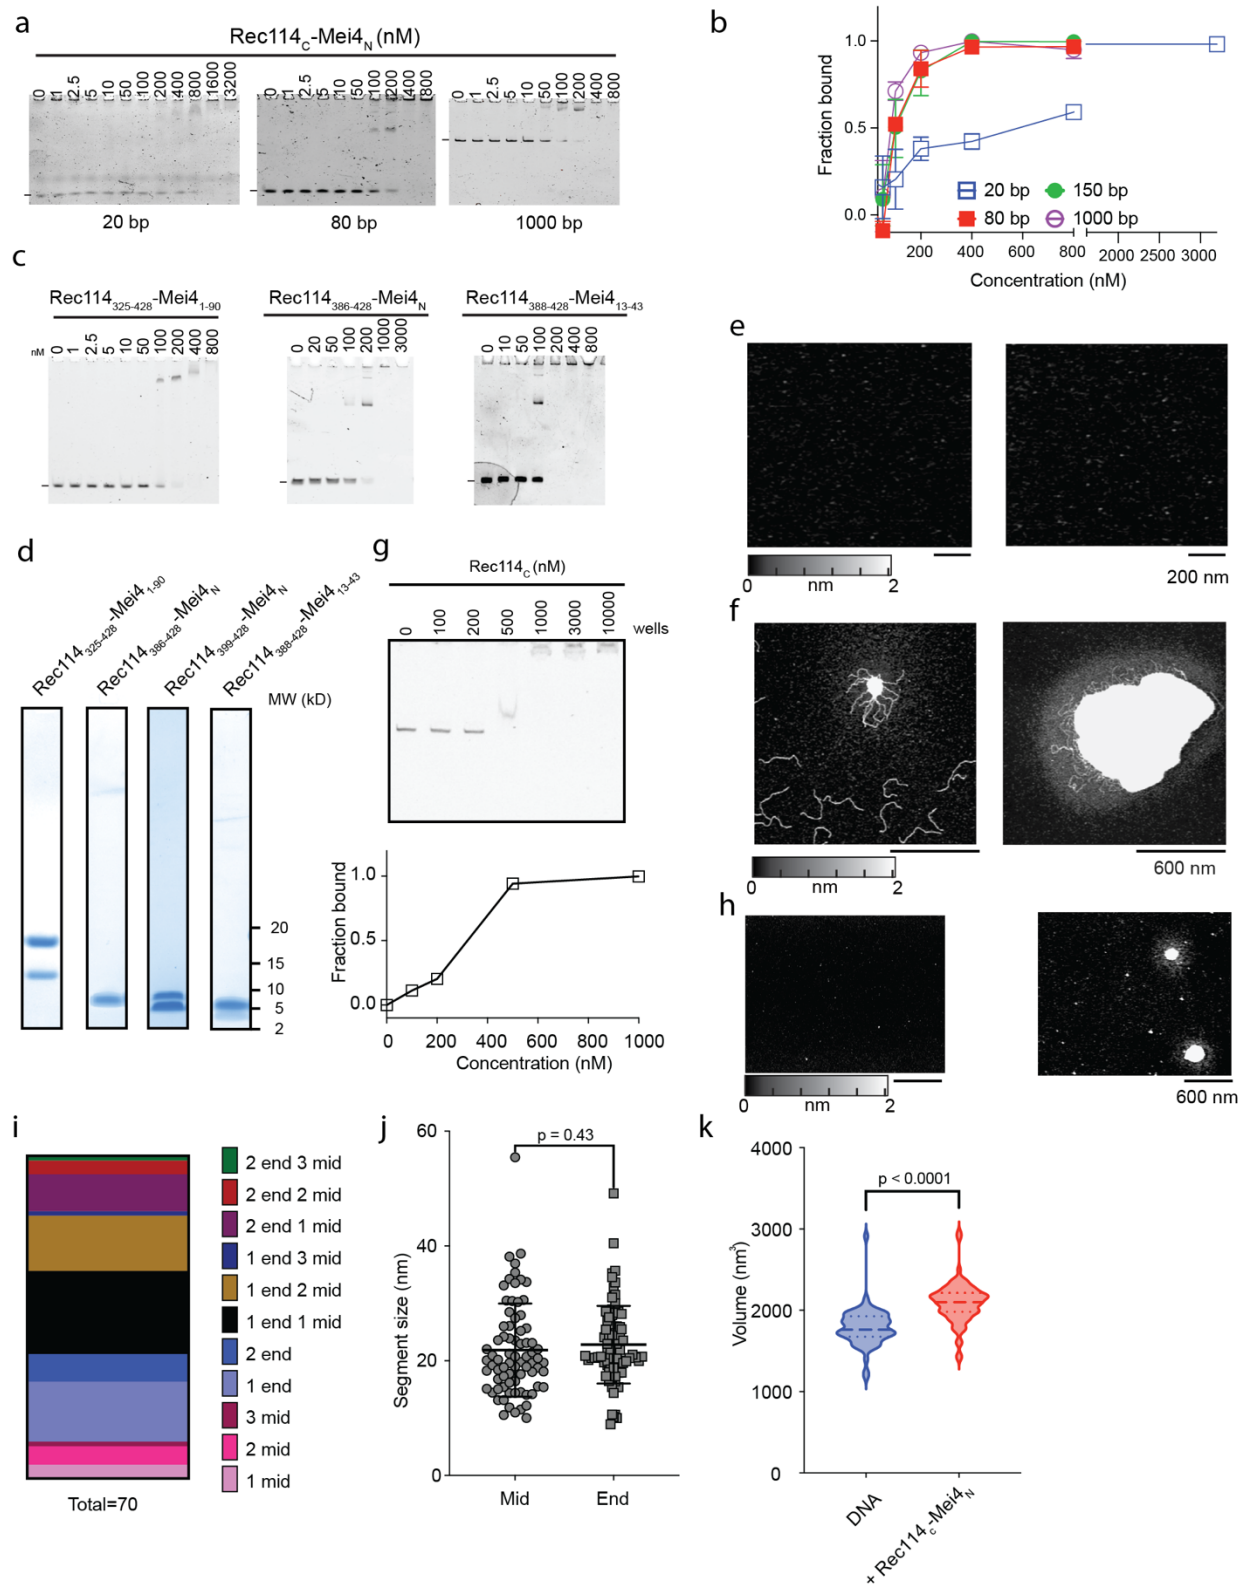 a
Rec114C-Mei4N (nM)
0 1 2.5 5 10 50 100 200 400 800 1600 3200
0 1 2.5 5 10 50 100 200 400 800
0 1 2.5 5 10 50 100 200 400 800
20 bp
80 bp
1000 bp
b
Fraction bound
1.0
0.5
0.0
20 bp
150 bp
80 bp
1000 bp
200 400 600 800 2000 2500 3000
Concentration (nM)
c
Rec114325-428-Mei41-90
Rec114386-428-Mei4N
Rec114388-428-Mei413-43
nM
0 1 2.5 5 10 50 100 200 400 800
0 20 50 100 200 1000 3000
0 10 50 100 200 400 800
d
Rec114325-428-Mei41-90
Rec114386-428-Mei4N
Rec114399-428-Mei4N
Rec114388-428-Mei413-43
MW (kD)
20
15
10
5
2
e
0 nm 2
200 nm
f
0 nm 2
600 nm
g
Rec114C (nM)
0 100 200 500 1000 3000 10000
wells
Fraction bound
1.0
0.5
0.0
0 200 400 600 800 1000
Concentration (nM)
h
0 nm 2
600 nm
i
2 end 3 mid
2 end 2 mid
2 end 1 mid
1 end 3 mid
1 end 2 mid
1 end 1 mid
2 end
1 end
3 mid
2 mid
1 mid
Total=70
j
Segment size (nm)
60
40
20
0
p = 0.43
Mid
End
k
Volume (nm³)
4000
3000
2000
1000
0
p < 0.0001
DNA
+ Rec114c-Mei4N